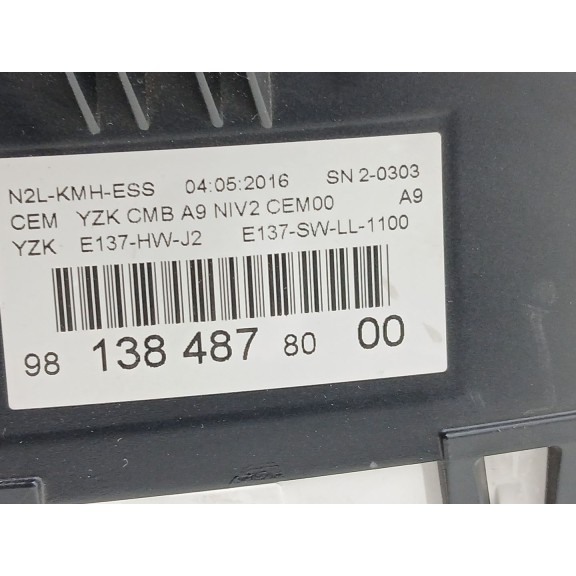 N2L-KMH-ESS 04:05:2016 SN 2-0303
CEM YZK CMB A9 NIV2 CEM00 A9
YZK E137-HW-J2 E137-SW-LL-1100
98 138 487 80 00